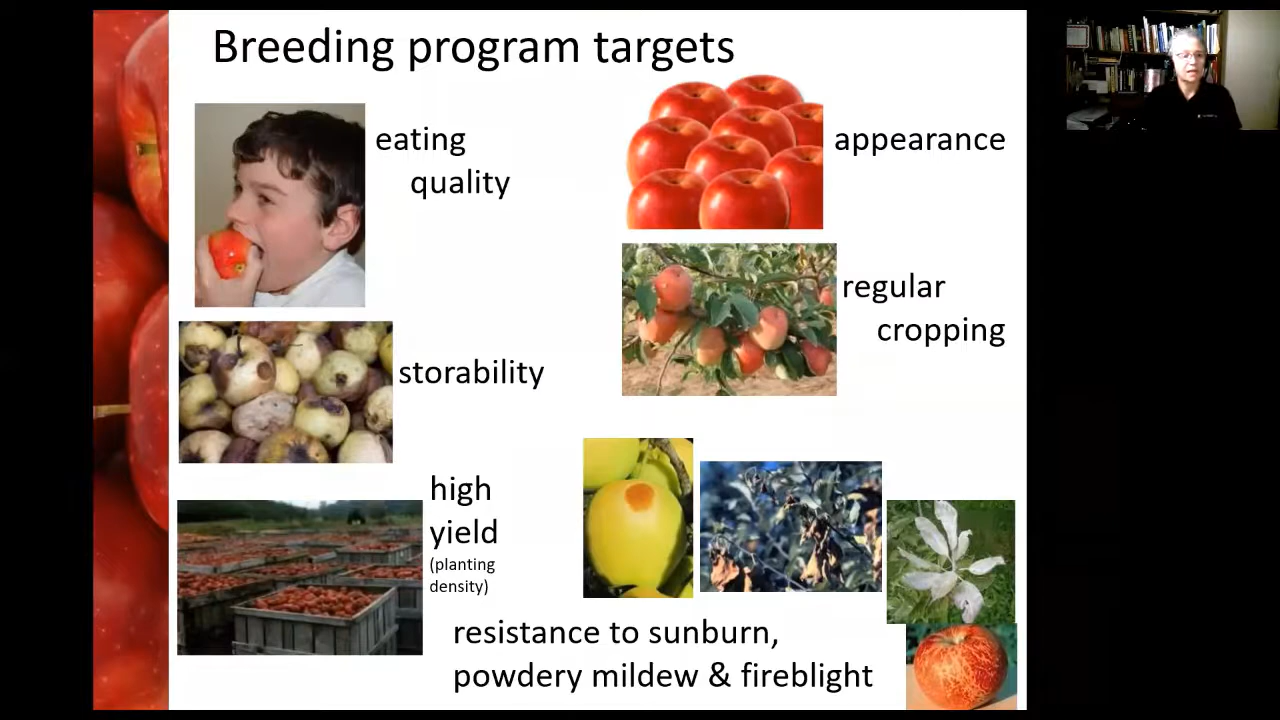 Breeding program targets
eating
quality
appearance
regular
cropping
storability
high
yield
(planting
density)
resistance to sunburn,
powdery mildew & fireblight